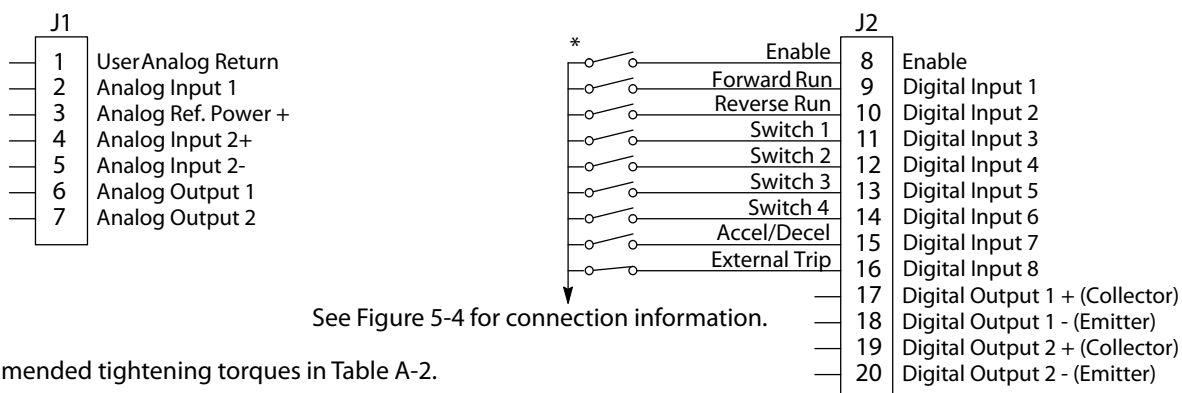 J1
1 UserAnalog Return
2 Analog Input 1
3 Analog Ref. Power +
4 Analog Input 2+
5 Analog Input 2-
6 Analog Output 1
7 Analog Output 2
J2
*
Enable 8 Enable
Forward Run 9 Digital Input 1
Reverse Run 10 Digital Input 2
Switch 1 11 Digital Input 3
Switch 2 12 Digital Input 4
Switch 3 13 Digital Input 5
Switch 4 14 Digital Input 6
Accel/Decel 15 Digital Input 7
External Trip 16 Digital Input 8
17 Digital Output 1 + (Collector)
18 Digital Output 1 - (Emitter)
19 Digital Output 2 + (Collector)
20 Digital Output 2 - (Emitter)
See Figure 5-4 for connection information.
mended tightening torques in Table A-2.